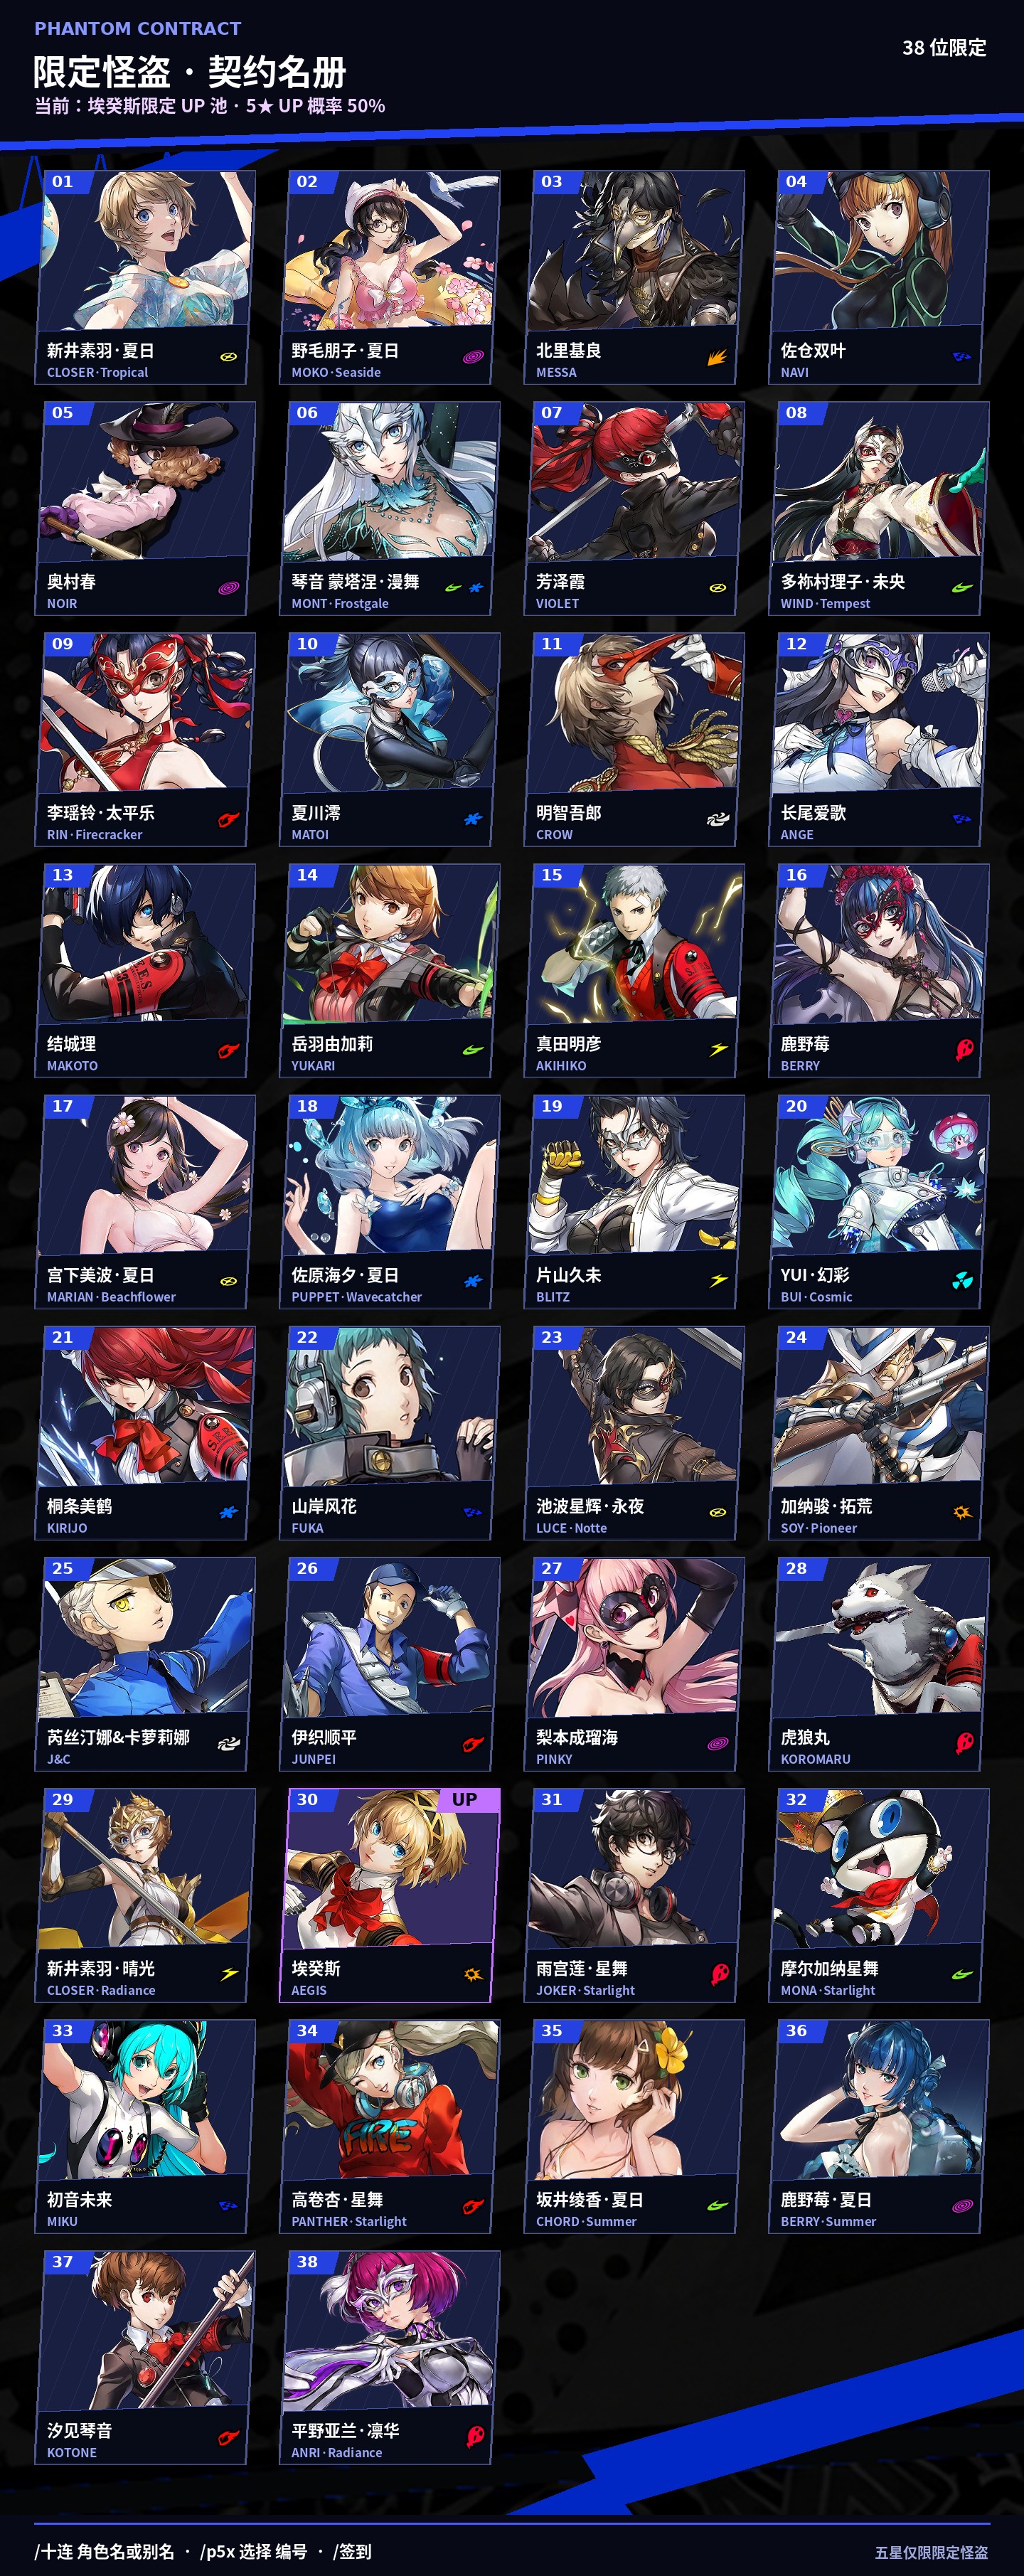 PHANTOM CONTRACT
限定怪盗 · 契约名册
38 位限定
当前：埃癸斯限定 UP 池 · 5★ UP 概率 50%
01
新井素羽·夏日
CLOSER·Tropical
02
野毛朋子·夏日
MOKO·Seaside
03
北里基良
MESSA
04
佐仓双叶
NAVI
05
奥村春
NOIR
06
琴音 蒙塔涅·漫舞
MONT·Frostgale
07
芳泽霞
VIOLET
08
多祢村理子·未央
WIND·Tempest
09
李瑶铃·太平乐
RIN·Firecracker
10
夏川澪
MATOI
11
明智吾郎
CROW
12
长尾爱歌
ANGE
13
结城理
MAKOTO
14
岳羽由加莉
YUKARI
15
真田明彦
AKIHIKO
16
鹿野莓
BERRY
17
宫下美波·夏日
MARIAN·Beachflower
18
佐原海夕·夏日
PUPPET·Wavecatcher
19
片山久未
BLITZ
20
YUI·幻彩
BUI·Cosmic
21
桐条美鹤
KIRIJO
22
山岸风花
FUKA
23
池波星辉·永夜
LUCE·Notte
24
加纳骏·拓荒
SOY·Pioneer
25
芮丝汀娜&卡萝莉娜
J&C
26
伊织顺平
JUNPEI
27
梨本成瑠海
PINKY
28
虎狼丸
KOROMARU
29
新井素羽·晴光
CLOSER·Radiance
30
UP
埃癸斯
AEGIS
31
雨宫莲·星舞
JOKER·Starlight
32
摩尔加纳星舞
MONA·Starlight
33
初音未来
MIKU
34
FIRE
高卷杏·星舞
PANTHER·Starlight
35
坂井绫香·夏日
CHORD·Summer
36
鹿野莓·夏日
BERRY·Summer
37
汐见琴音
KOTONE
38
平野亚兰·凛华
ANRI·Radiance
/十连 角色名或别名 · /p5x 选择 编号 · /签到
五星仅限限定怪盗